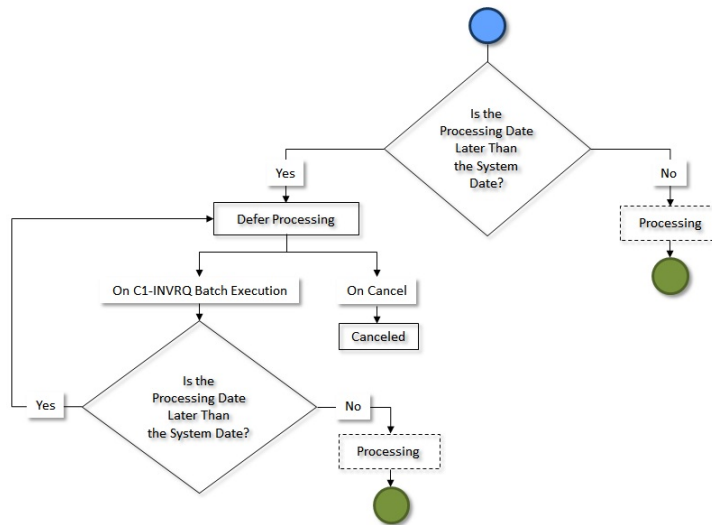 Is the
Processing Date
Later Than
the System
Date?
Yes
No
Defer Processing
Processing
On C1-INVRQ Batch Execution
On Cancel
Canceled
Is the
Processing Date
Later Than
the System Date?
Yes
No
Processing